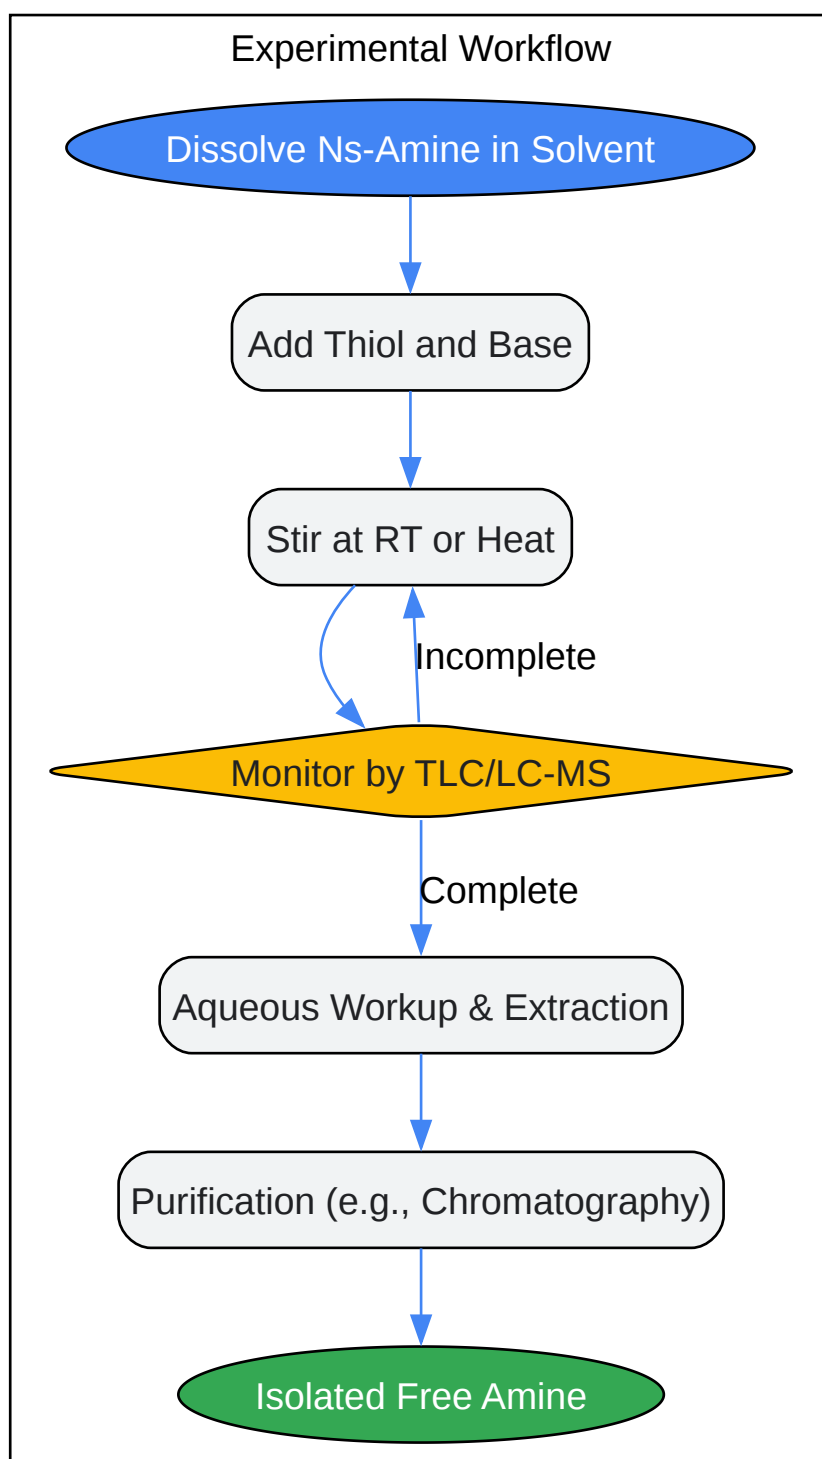 Experimental Workflow
Dissolve Ns-Amine in Solvent
Add Thiol and Base
Stir at RT or Heat
Incomplete
Monitor by TLC/LC-MS
Complete
Aqueous Workup & Extraction
Purification (e.g., Chromatography)
Isolated Free Amine